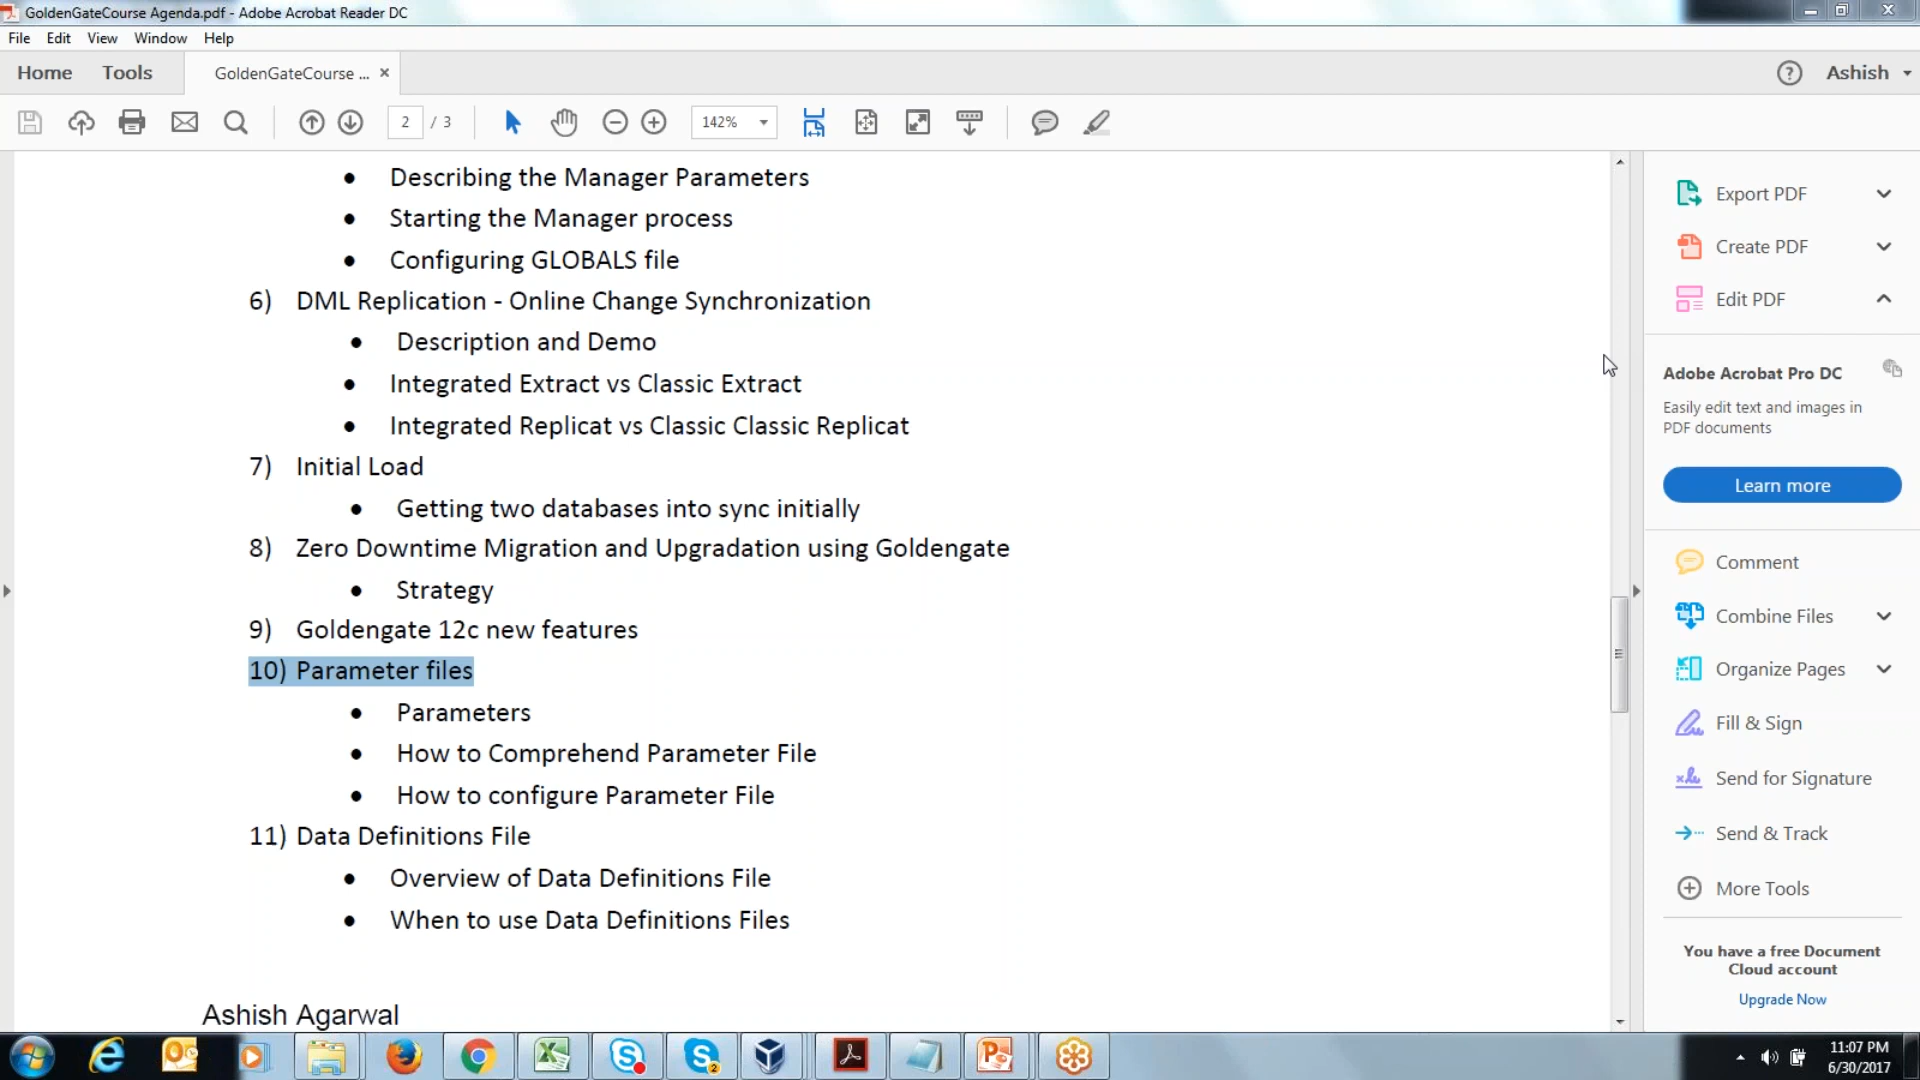 GoldenGateCourse Agenda.pdf - Adobe Acrobat Reader DC
File Edit View Window Help
Home Tools GoldenGateCourse ... × ? Ashish
2 / 3 142%
• Describing the Manager Parameters
• Starting the Manager process
• Configuring GLOBALS file
6) DML Replication - Online Change Synchronization
• Description and Demo
• Integrated Extract vs Classic Extract
• Integrated Replicat vs Classic Classic Replicat
7) Initial Load
• Getting two databases into sync initially
8) Zero Downtime Migration and Upgradation using Goldengate
• Strategy
9) Goldengate 12c new features
10) Parameter files
• Parameters
• How to Comprehend Parameter File
• How to configure Parameter File
11) Data Definitions File
• Overview of Data Definitions File
• When to use Data Definitions Files
Ashish Agarwal
Export PDF
Create PDF
Edit PDF
Adobe Acrobat Pro DC
Easily edit text and images in
PDF documents
Learn more
Comment
Combine Files
Organize Pages
Fill & Sign
Send for Signature
Send & Track
More Tools
You have a free Document
Cloud account
Upgrade Now
11:07 PM
6/30/2017